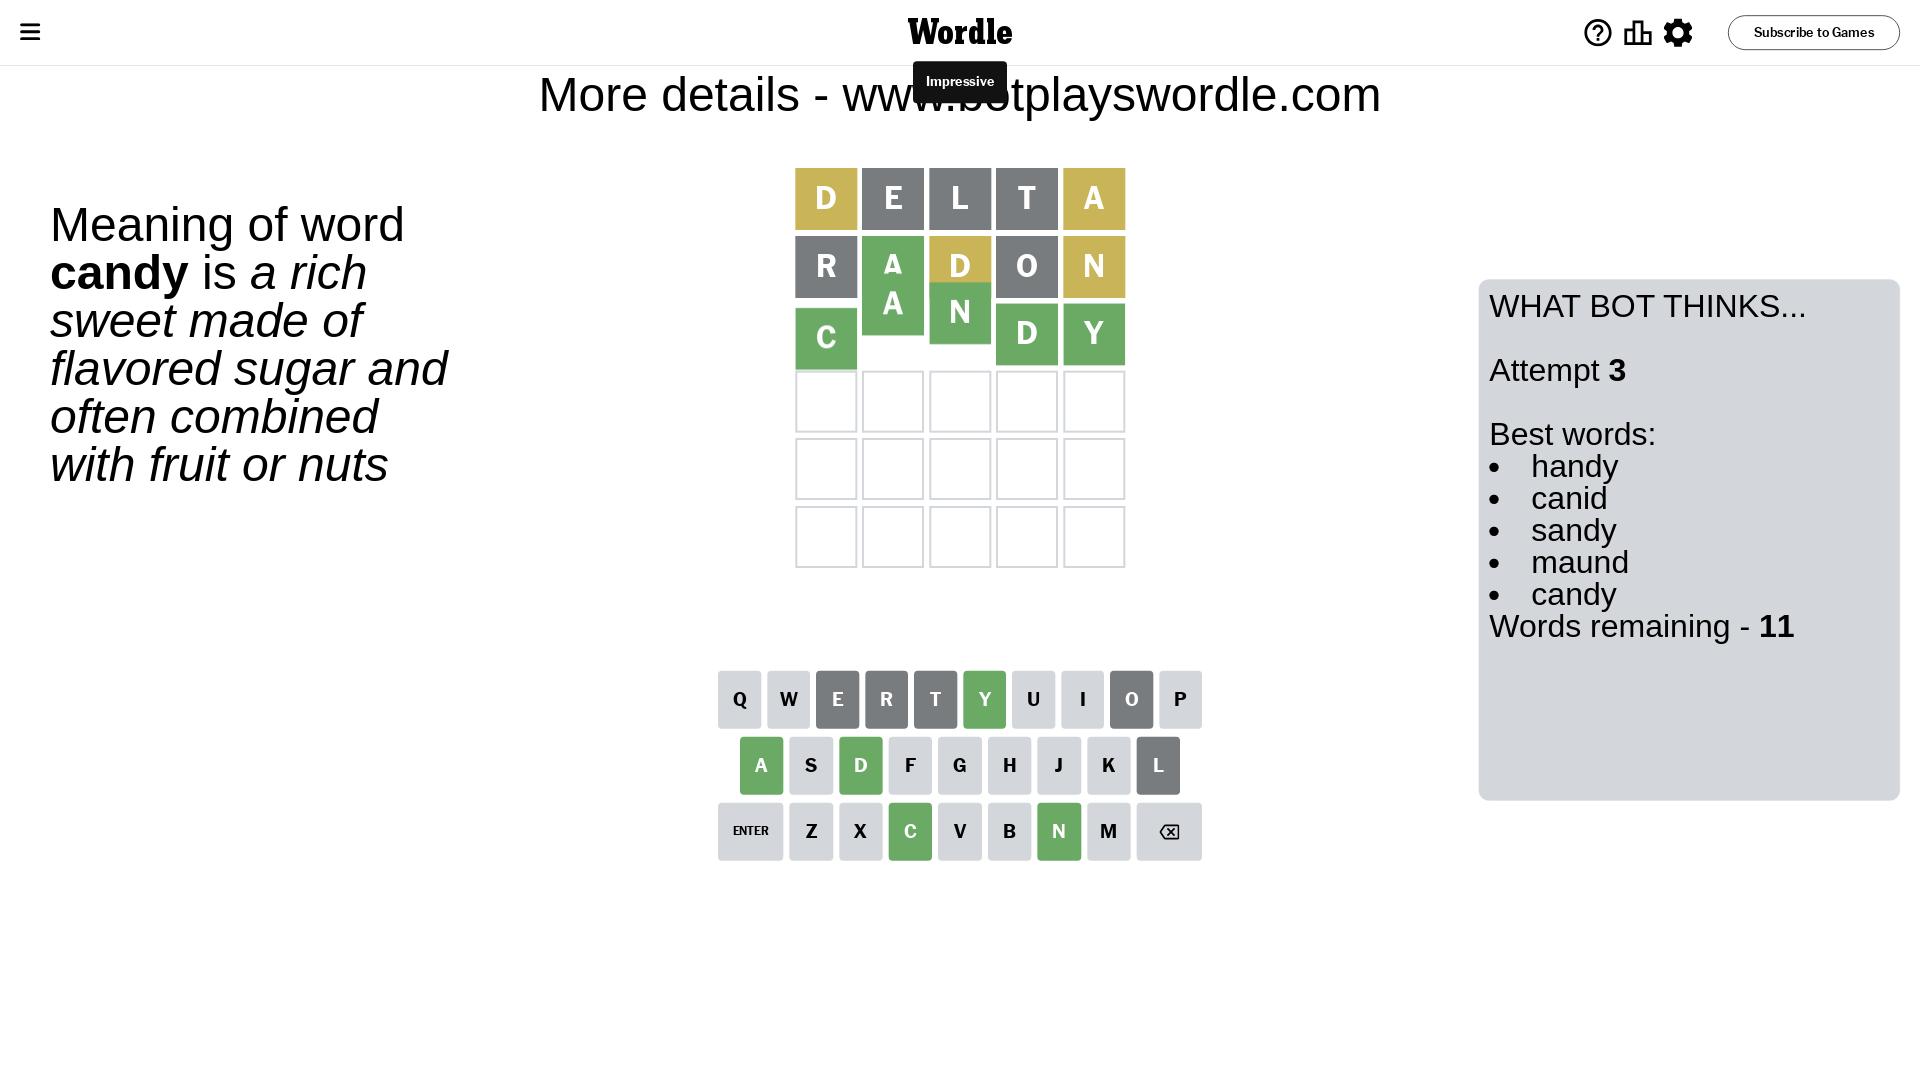 Wordle
Subscribe to Games
Impressive
More details - www.botplayswordle.com
Meaning of word
candy is a rich
sweet made of
flavored sugar and
often combined
with fruit or nuts
D E L T A
R A D O N
C A N D Y
WHAT BOT THINKS...
Attempt 3
Best words:
• handy
• canid
• sandy
• maund
• candy
Words remaining - 11
Q W E R T Y U I O P
A S D F G H J K L
ENTER Z X C V B N M